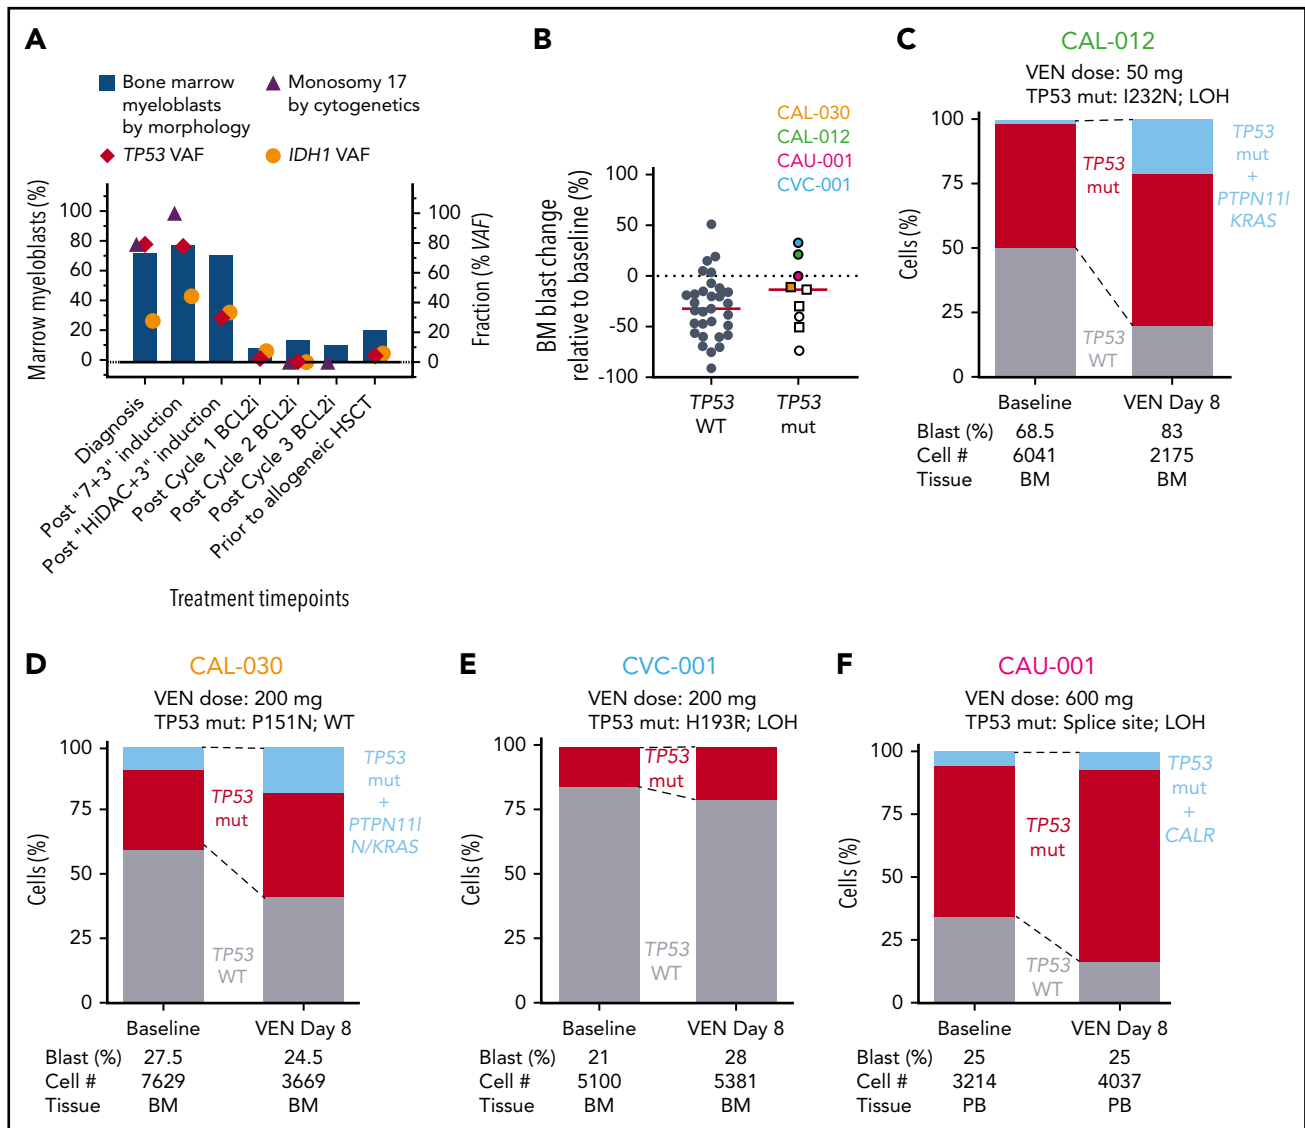 A
Bone marrow
myeloblasts
by morphology
Monosomy 17
by cytogenetics
TP53 VAF
IDH1 VAF
Marrow myeloblasts (%)
100
80
60
40
20
0
Fraction (% VAF)
100
80
60
40
20
0
Diagnosis
Post "7+3" induction
Post "HiDAC+3" induction
Post Cycle 1 BCL2i
Post Cycle 2 BCL2i
Post Cycle 3 BCL2i
Prior to allogeneic HSCT
Treatment timepoints
B
CAL-030
CAL-012
CAU-001
CVC-001
BM blast change
relative to baseline (%)
100
50
0
-50
-100
TP53
WT
TP53
mut
C
CAL-012
VEN dose: 50 mg
TP53 mut: I232N; LOH
Cells (%)
100
75
50
25
0
TP53
mut
TP53
WT
TP53
mut
+
PTPN11I
KRAS
Baseline VEN Day 8
Blast (%) 68.5 83
Cell # 6041 2175
Tissue BM BM
D
CAL-030
VEN dose: 200 mg
TP53 mut: P151N; WT
Cells (%)
100
75
50
25
0
TP53
mut
TP53
WT
TP53
mut
+
PTPN11I
N/KRAS
Baseline VEN Day 8
Blast (%) 27.5 24.5
Cell # 7629 3669
Tissue BM BM
E
CVC-001
VEN dose: 200 mg
TP53 mut: H193R; LOH
Cells (%)
100
75
50
25
0
TP53
mut
TP53
WT
Baseline VEN Day 8
Blast (%) 21 28
Cell # 5100 5381
Tissue BM BM
F
CAU-001
VEN dose: 600 mg
TP53 mut: Splice site; LOH
Cells (%)
100
75
50
25
0
TP53
mut
TP53
WT
TP53
mut
+
CALR
Baseline VEN Day 8
Blast (%) 25 25
Cell # 3214 4037
Tissue PB PB